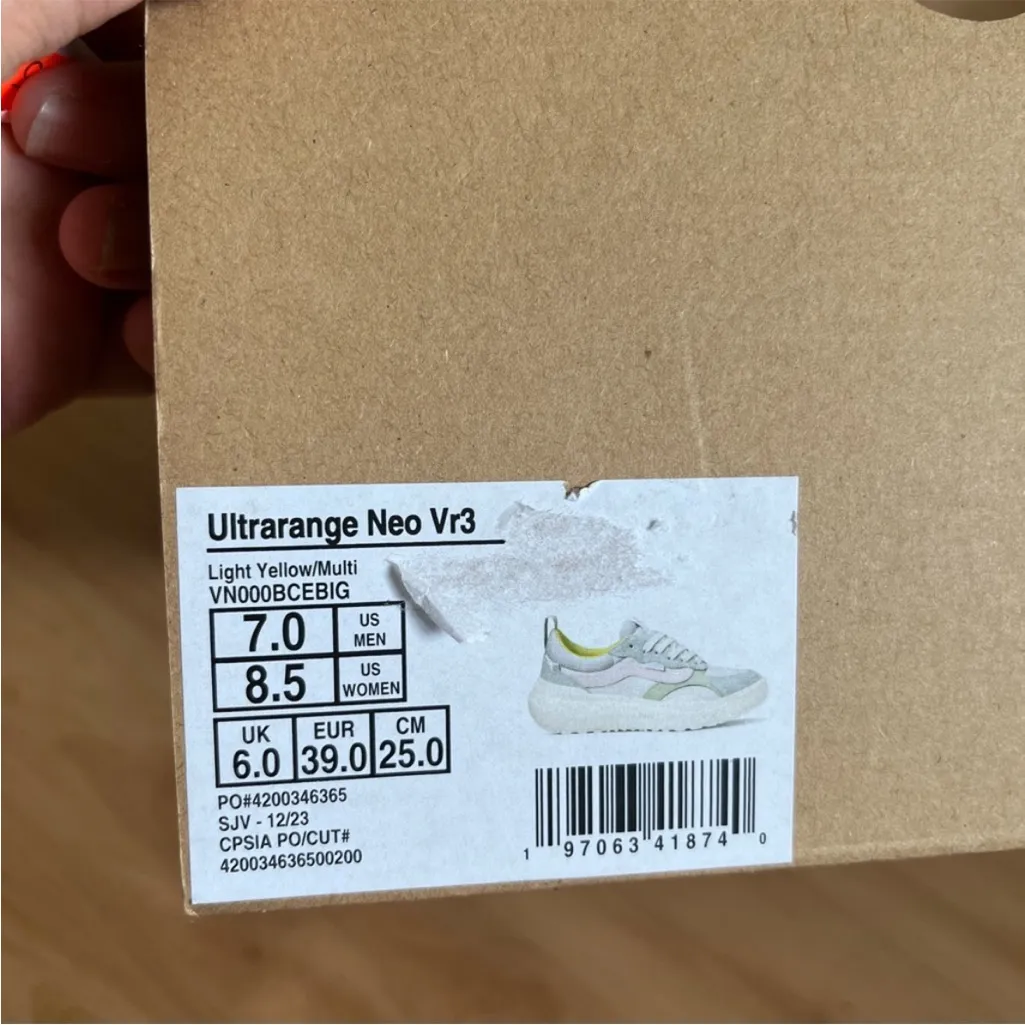 Ultrarange Neo Vr3
Light Yellow/Multi
VN000BCEBIG
7.0 US MEN
8.5 US WOMEN
UK EUR CM
6.0 39.0 25.0
PO#4200346365
SJV - 12/23
CPSIA PO/CUT#
420034636500200
1 97063 41874 0